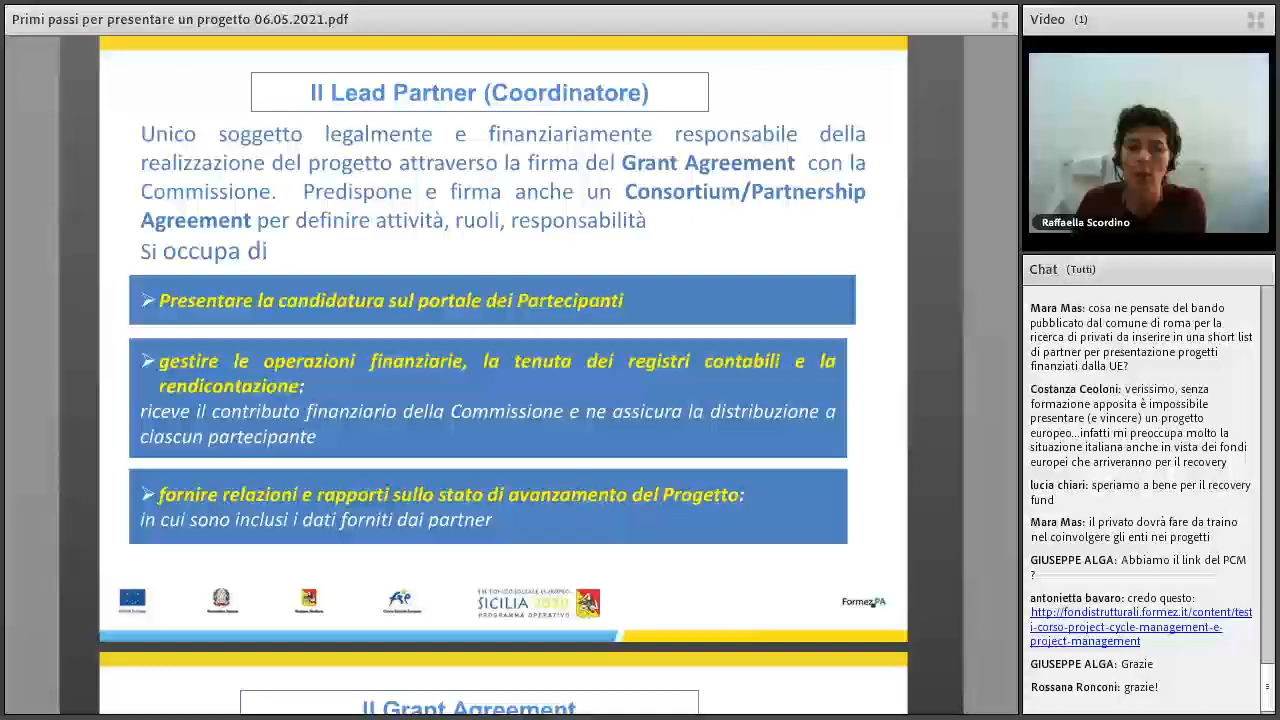 Primi passi per presentare un progetto 06.05.2021.pdf
Il Lead Partner (Coordinatore)
Unico soggetto legalmente e finanziariamente responsabile della
realizzazione del progetto attraverso la firma del Grant Agreement con la
Commissione. Predispone e firma anche un Consortium/Partnership
Agreement per definire attività, ruoli, responsabilità
Si occupa di
➢Presentare la candidatura sul portale dei Partecipanti
➢gestire le operazioni finanziarie, la tenuta dei registri contabili e la
rendicontazione:
riceve il contributo finanziario della Commissione e ne assicura la distribuzione a
ciascun partecipante
➢fornire relazioni e rapporti sullo stato di avanzamento del Progetto:
in cui sono inclusi i dati forniti dai partner
SICILIA 2020
PROGRAMMA OPERATIVO
Formez PA
Il Grant Agreement
Video (1)
Raffaella Scordino
Chat (Tutti)
Mara Mas: cosa ne pensate del bando
pubblicato dal comune di roma per la
ricerca di privati da inserire in una short list
di partner per presentazione progetti
finanziati dalla UE?
Costanza Ceoloni: verissimo, senza
formazione apposita è impossibile
presentare (e vincere) un progetto
europeo...infatti mi preoccupa molto la
situazione italiana anche in vista dei fondi
europei che arriveranno per il recovery
lucia chiari: speriamo a bene per il recovery
fund
Mara Mas: il privato dovrà fare da traino
nel coinvolgere gli enti nei progetti
GIUSEPPE ALGA: Abbiamo il link del PCM
?
antonietta bavaro: credo questo:
http://fondistrutturali.formez.it/content/test
i-corso-project-cycle-management-e-
project-management
GIUSEPPE ALGA: Grazie
Rossana Ronconi: grazie!